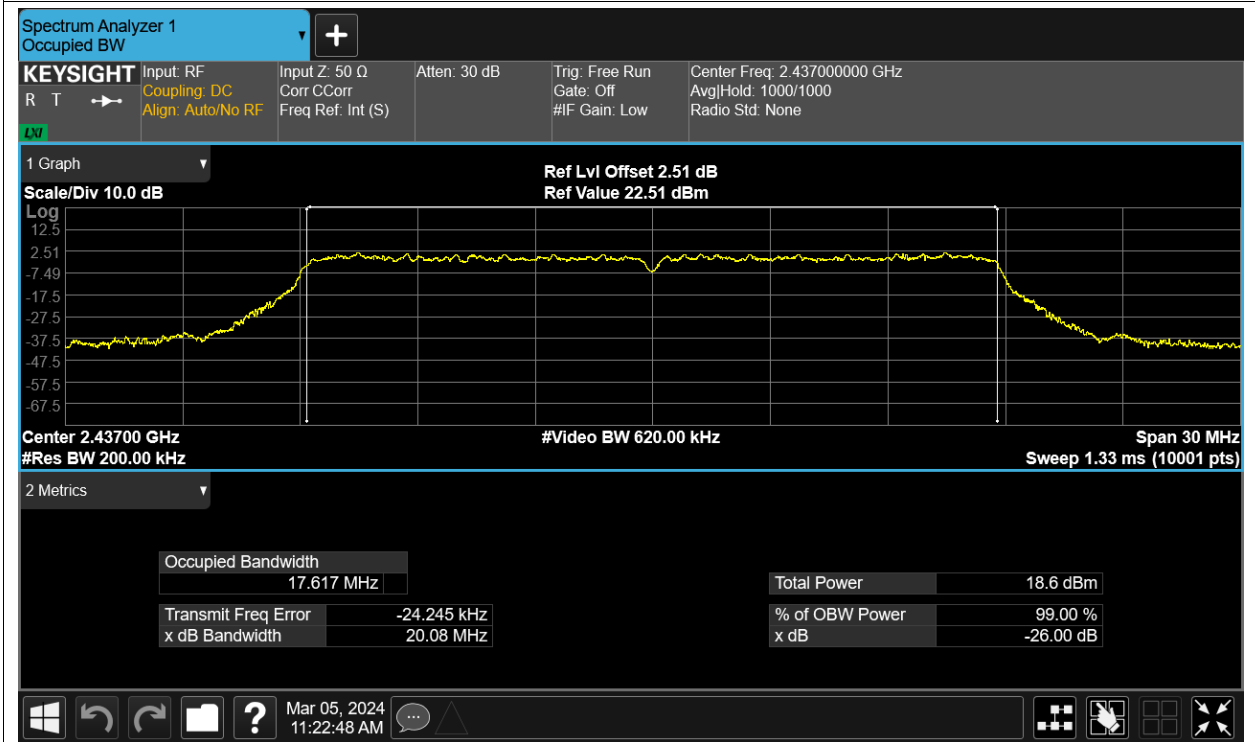 Spectrum Analyzer 1
Occupied BW
KEYSIGHT
R T
LXI
Input: RF
Coupling: DC
Align: Auto/No RF
Input Z: 50 Ω
Corr CCorr
Freq Ref: Int (S)
Atten: 30 dB
Trig: Free Run
Gate: Off
#IF Gain: Low
Center Freq: 2.437000000 GHz
Avg|Hold: 1000/1000
Radio Std: None
1 Graph
Scale/Div 10.0 dB
Ref Lvl Offset 2.51 dB
Ref Value 22.51 dBm
Log
12.5
2.51
-7.49
-17.5
-27.5
-37.5
-47.5
-57.5
-67.5
Center 2.43700 GHz
#Res BW 200.00 kHz
#Video BW 620.00 kHz
Span 30 MHz
Sweep 1.33 ms (10001 pts)
2 Metrics
Occupied Bandwidth
17.617 MHz
Transmit Freq Error -24.245 kHz
x dB Bandwidth 20.08 MHz
Total Power 18.6 dBm
% of OBW Power 99.00 %
x dB -26.00 dB
?
Mar 05, 2024
11:22:48 AM